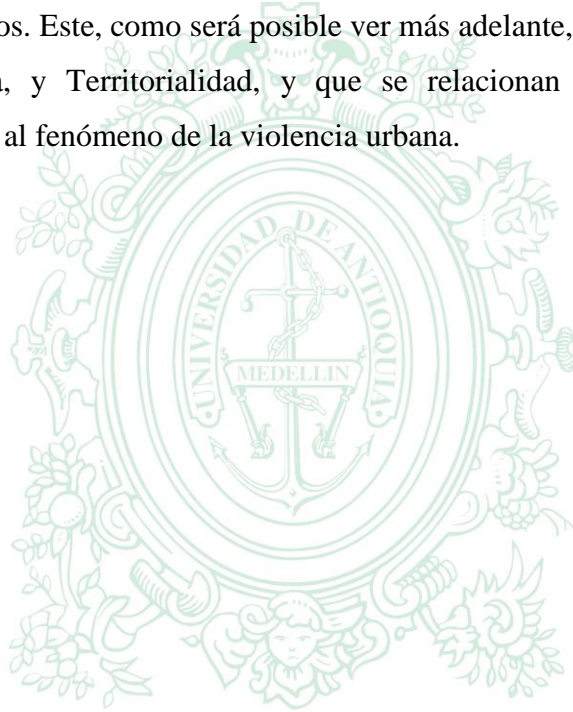 os. Este, como será posible ver más adelante,
a, y Territorialidad, y que se relacionan
al fenómeno de la violencia urbana.
UNIVERSIDAD DE ANTIOQUIA
MEDELLIN